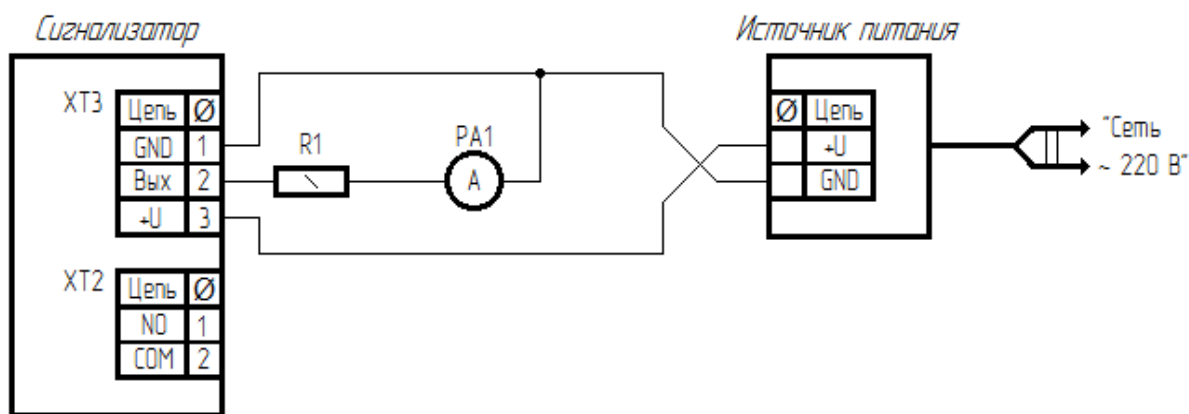 Сигнализатор
Источник питания
XT3
Цепь Ø
GND 1
Вых 2
+U 3
R1
PA1
A
Ø Цепь
+U
GND
"Сеть
~ 220 В"
XT2
Цепь Ø
NO 1
COM 2